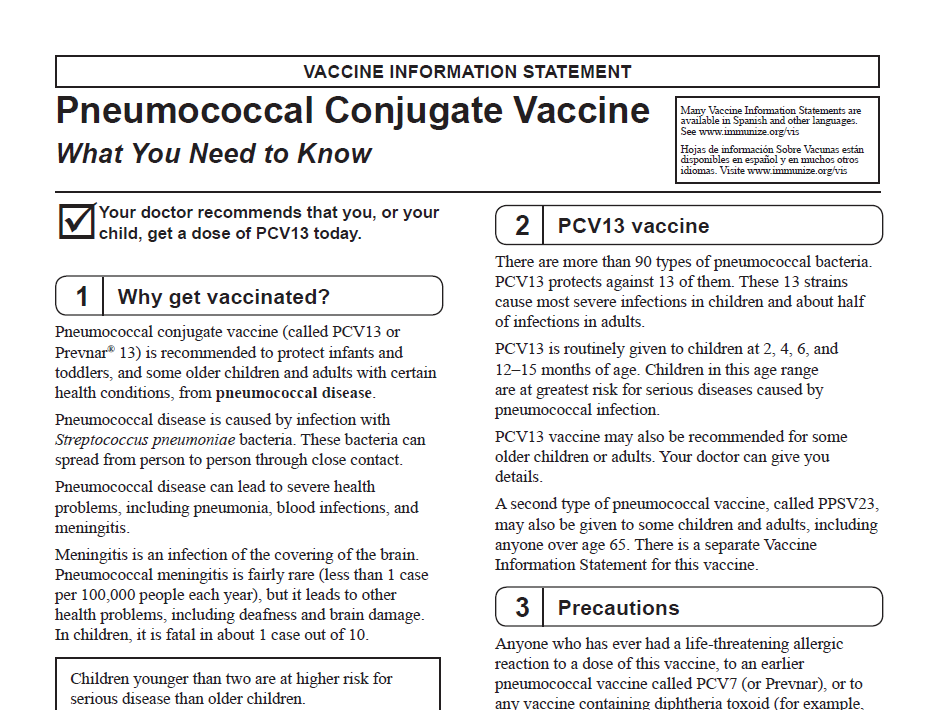 VACCINE INFORMATION STATEMENT
Pneumococcal Conjugate Vaccine
What You Need to Know
Many Vaccine Information Statements are
available in Spanish and other languages.
See www.immunize.org/vis
Hojas de información Sobre Vacunas están
disponibles en español y en muchos otros
idiomas. Visite www.immunize.org/vis
Your doctor recommends that you, or your
child, get a dose of PCV13 today.
1 Why get vaccinated?
Pneumococcal conjugate vaccine (called PCV13 or
Prevnar® 13) is recommended to protect infants and
toddlers, and some older children and adults with certain
health conditions, from pneumococcal disease.
Pneumococcal disease is caused by infection with
Streptococcus pneumoniae bacteria. These bacteria can
spread from person to person through close contact.
Pneumococcal disease can lead to severe health
problems, including pneumonia, blood infections, and
meningitis.
Meningitis is an infection of the covering of the brain.
Pneumococcal meningitis is fairly rare (less than 1 case
per 100,000 people each year), but it leads to other
health problems, including deafness and brain damage.
In children, it is fatal in about 1 case out of 10.
Children younger than two are at higher risk for
serious disease than older children.
2 PCV13 vaccine
There are more than 90 types of pneumococcal bacteria.
PCV13 protects against 13 of them. These 13 strains
cause most severe infections in children and about half
of infections in adults.
PCV13 is routinely given to children at 2, 4, 6, and
12–15 months of age. Children in this age range
are at greatest risk for serious diseases caused by
pneumococcal infection.
PCV13 vaccine may also be recommended for some
older children or adults. Your doctor can give you
details.
A second type of pneumococcal vaccine, called PPSV23,
may also be given to some children and adults, including
anyone over age 65. There is a separate Vaccine
Information Statement for this vaccine.
3 Precautions
Anyone who has ever had a life-threatening allergic
reaction to a dose of this vaccine, to an earlier
pneumococcal vaccine called PCV7 (or Prevnar), or to
any vaccine containing diphtheria toxoid (for example,